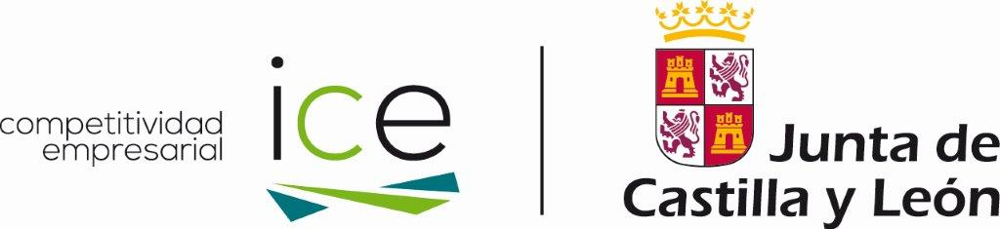 competitividad
empresarial
ice
Junta de
Castilla y León